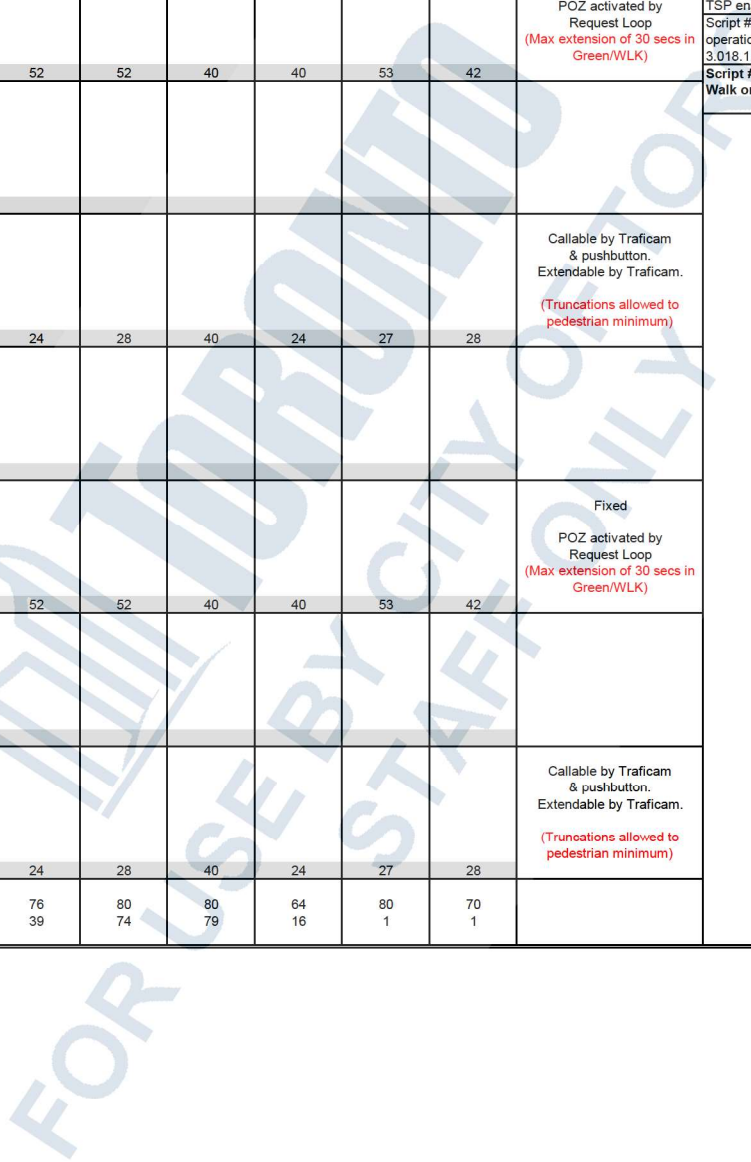 POZ activated by
Request Loop
(Max extension of 30 secs in
Green/WLK)
TSP en
Script #
operatio
3.018.1
Script #
Walk or
52 52 40 40 53 42
Callable by Traficam
& pushbutton.
Extendable by Traficam.
(Truncations allowed to
pedestrian minimum)
24 28 40 24 27 28
Fixed
POZ activated by
Request Loop
(Max extension of 30 secs in
Green/WLK)
52 52 40 40 53 42
Callable by Traficam
& pushbutton.
Extendable by Traficam.
(Truncations allowed to
pedestrian minimum)
24 28 40 24 27 28
76 80 80 64 80 70
39 74 79 16 1 1
TORONTO
FOR USE BY CITY OF TOR
STAFF ONLY